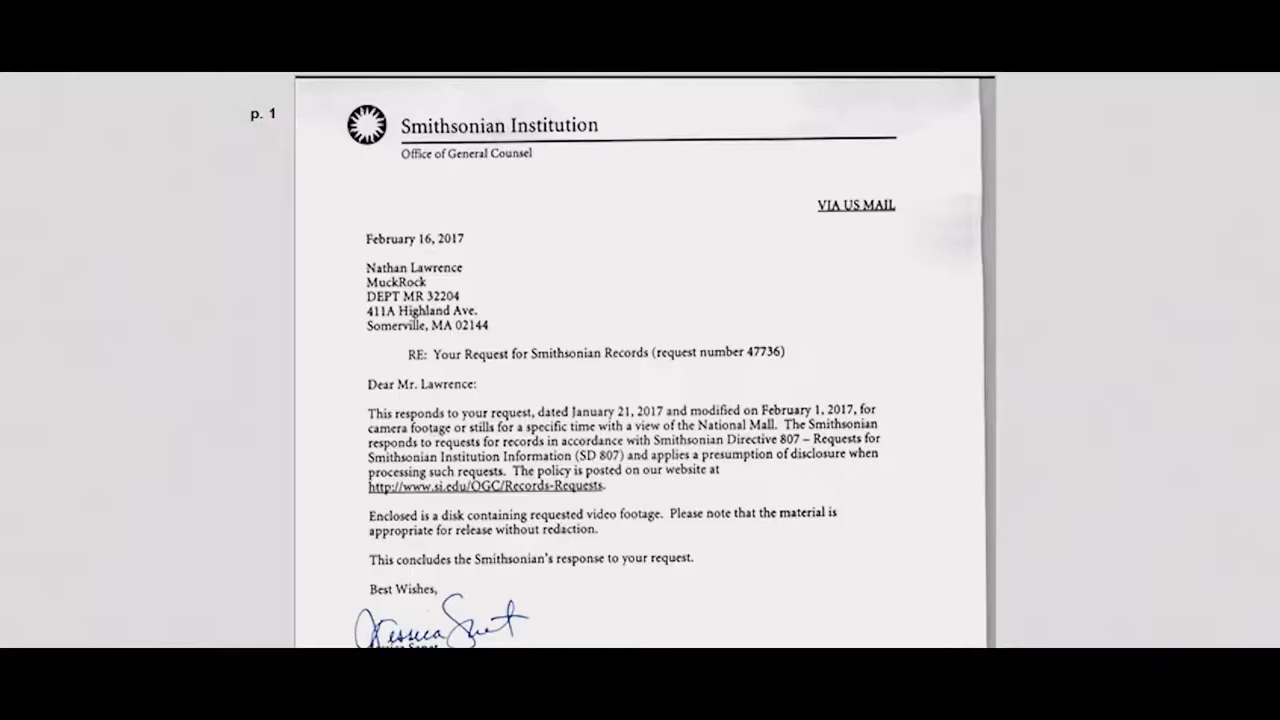 p. 1
Smithsonian Institution
Office of General Counsel
VIA US MAIL
February 16, 2017
Nathan Lawrence
MuckRock
DEPT MR 32204
411A Highland Ave.
Somerville, MA 02144
RE: Your Request for Smithsonian Records (request number 47736)
Dear Mr. Lawrence:
This responds to your request, dated January 21, 2017 and modified on February 1, 2017, for
camera footage or stills for a specific time with a view of the National Mall. The Smithsonian
responds to requests for records in accordance with Smithsonian Directive 807 – Requests for
Smithsonian Institution Information (SD 807) and applies a presumption of disclosure when
processing such requests. The policy is posted on our website at
http://www.si.edu/OGC/Records-Requests.
Enclosed is a disk containing requested video footage. Please note that the material is
appropriate for release without redaction.
This concludes the Smithsonian's response to your request.
Best Wishes,
Jessica